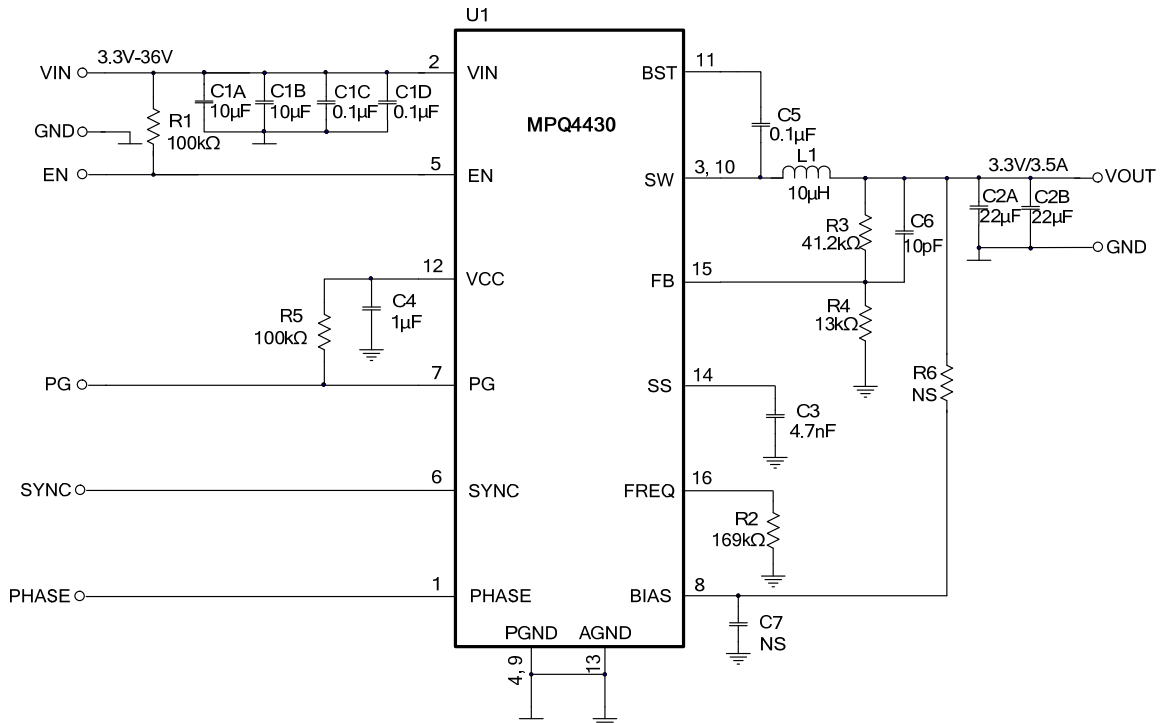 U1
3.3V-36V
VIN
2
VIN
BST
11
C1A
10µF
C1B
10µF
C1C
0.1µF
C1D
0.1µF
MPQ4430
C5
0.1µF
GND
R1
100kΩ
EN
5
EN
SW
3, 10
L1
10µH
3.3V/3.5A
VOUT
C2A
22µF
C2B
22µF
R3
41.2kΩ
C6
10pF
GND
12
VCC
FB
15
R5
100kΩ
C4
1µF
R4
13kΩ
PG
7
PG
SS
14
R6
NS
C3
4.7nF
SYNC
6
SYNC
FREQ
16
R2
169kΩ
PHASE
1
PHASE
BIAS
8
C7
NS
PGND
AGND
4, 9
13